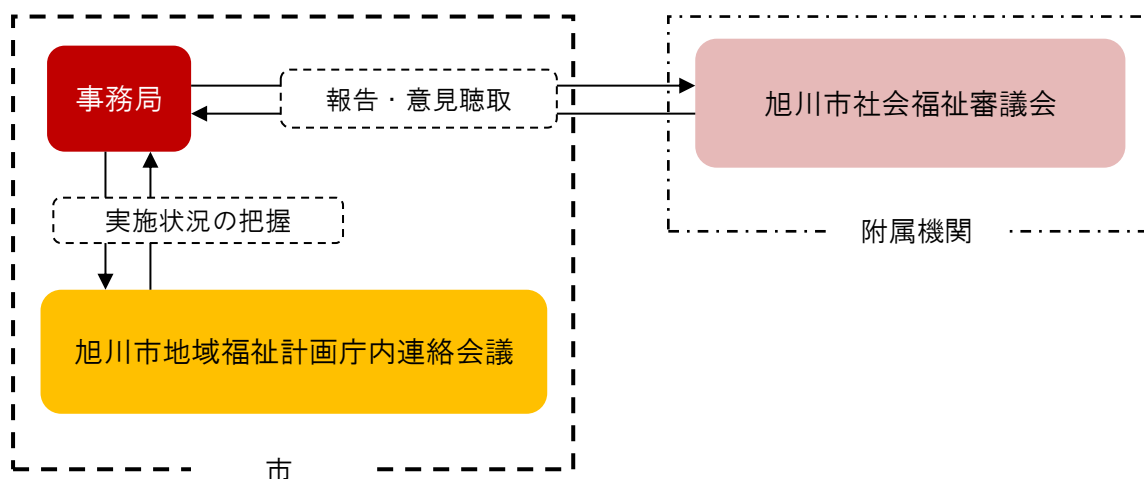 事務局
報告・意見聴取
旭川市社会福祉審議会
実施状況の把握
附属機関
旭川市地域福祉計画庁内連絡会議
市